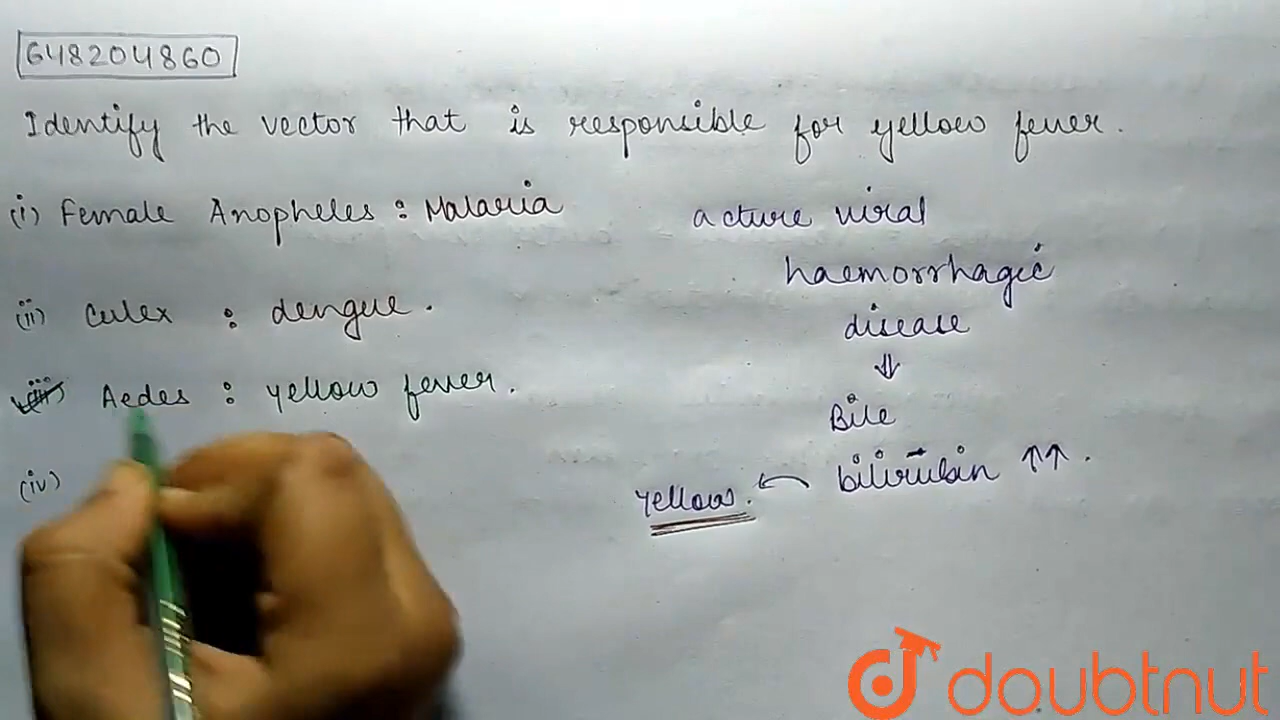 648204860
Identify the vector that is responsible for yellow fever.
(i) Female Anopheles : Malaria
(ii) Culex : dengue.
(iii) Aedes : yellow fever.
(iv)
acture viral
haemorrhagic
disease
⇓
Bile
bilirubin ↑↑.
yellow.
doubtnut